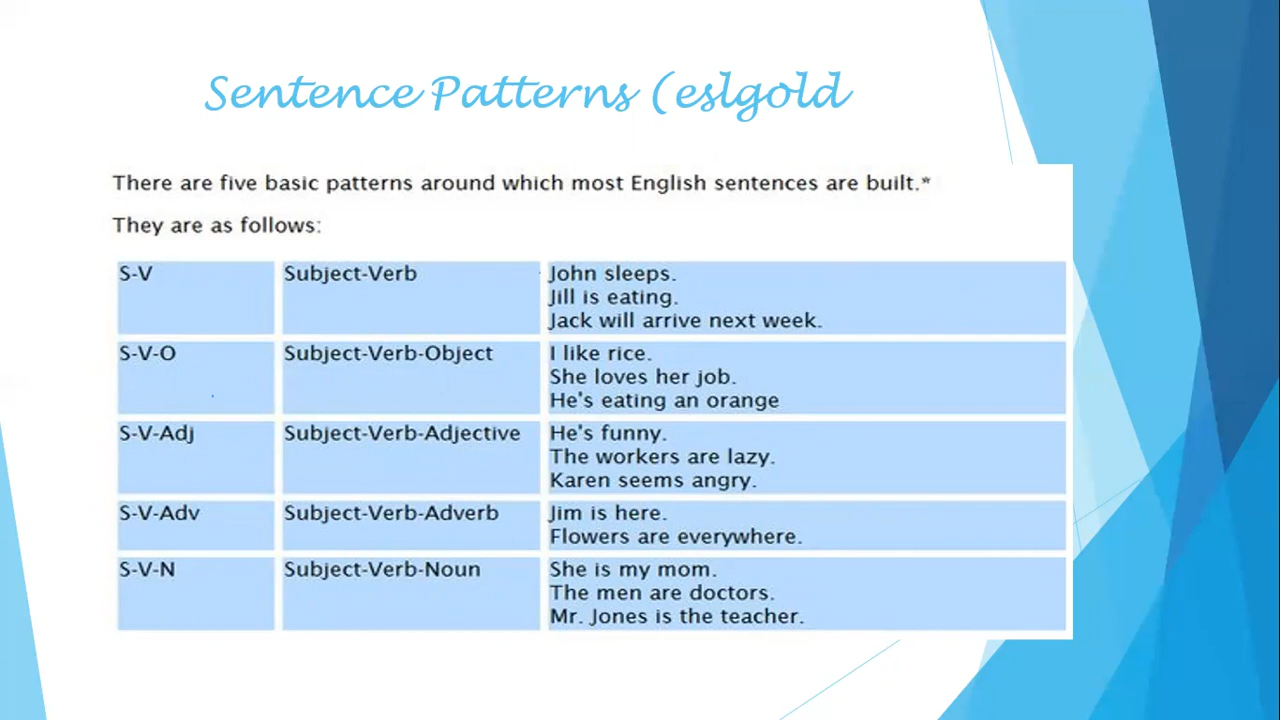 Sentence Patterns (eslgold
There are five basic patterns around which most English sentences are built.*
They are as follows:
S-V Subject-Verb John sleeps.
Jill is eating.
Jack will arrive next week.
S-V-O Subject-Verb-Object I like rice.
She loves her job.
He's eating an orange
S-V-Adj Subject-Verb-Adjective He's funny.
The workers are lazy.
Karen seems angry.
S-V-Adv Subject-Verb-Adverb Jim is here.
Flowers are everywhere.
S-V-N Subject-Verb-Noun She is my mom.
The men are doctors.
Mr. Jones is the teacher.